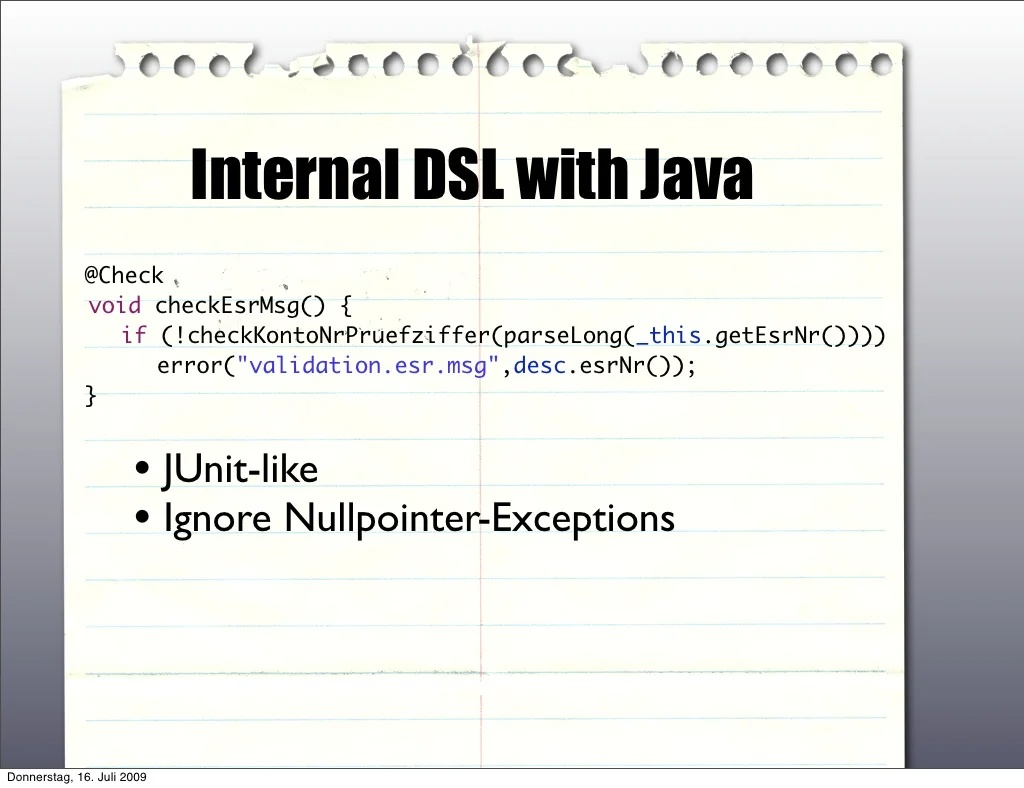 Internal DSL with Java
@Check
void checkEsrMsg() {
if (!checkKontoNrPruefziffer(parseLong(_this.getEsrNr())))
error("validation.esr.msg",desc.esrNr());
}
• JUnit-like
• Ignore Nullpointer-Exceptions
Donnerstag, 16. Juli 2009